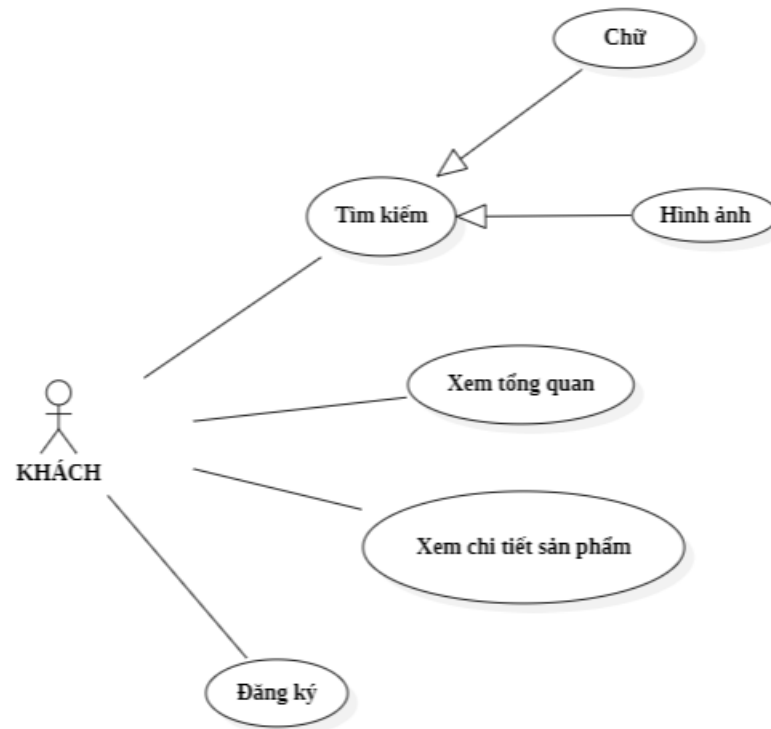 Chữ
Tìm kiếm
Hình ảnh
Xem tổng quan
KHÁCH
Xem chi tiết sản phẩm
Đăng ký